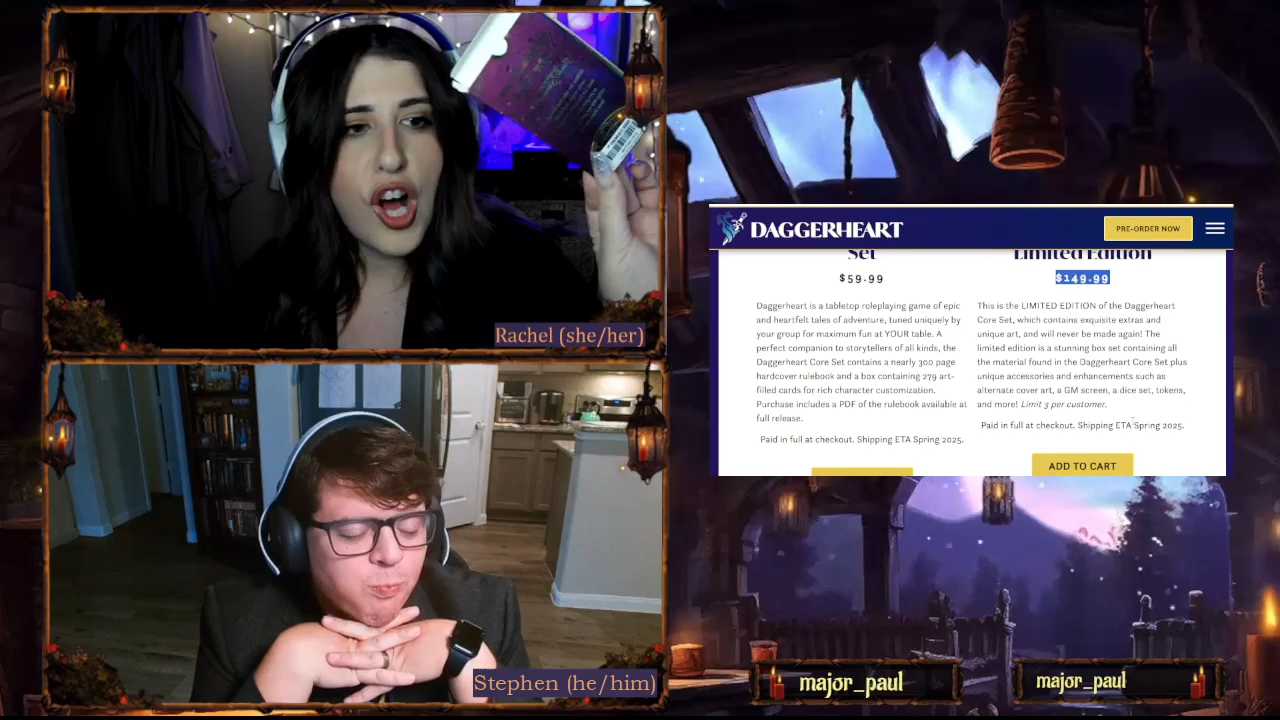 Rachel (she/her)
Stephen (he/him)
DAGGERHEART
PRE-ORDER NOW
Set
$59.99
Daggerheart is a tabletop roleplaying game of epic
and heartfelt tales of adventure, tuned uniquely by
your group for maximum fun at YOUR table. A
perfect companion to storytellers of all kinds, the
Daggerheart Core Set contains a nearly 300 page
hardcover rulebook and a box containing 279 art-
filled cards for rich character customization.
Purchase includes a PDF of the rulebook available at
full release.
Paid in full at checkout. Shipping ETA Spring 2025.
Limited Edition
$149.99
This is the LIMITED EDITION of the Daggerheart
Core Set, which contains exquisite extras and
unique art, and will never be made again! The
limited edition is a stunning box set containing all
the material found in the Daggerheart Core Set plus
unique accessories and enhancements such as
alternate cover art, a GM screen, a dice set, tokens,
and more! Limit 3 per customer.
Paid in full at checkout. Shipping ETA Spring 2025.
ADD TO CART
major_paul
major_paul